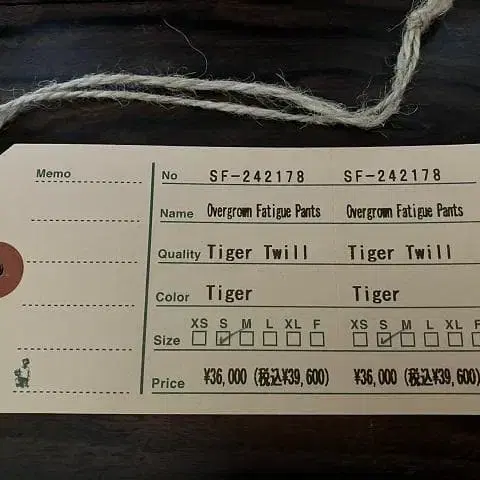 Memo
No SF-242178 SF-242178
Name Overgrown Fatigue Pants Overgrown Fatigue Pants
Quality Tiger Twill Tiger Twill
Color Tiger Tiger
XS S M L XL F XS S M L XL F
Size
Price ¥36,000 (税込¥39,600) ¥36,000 (税込¥39,600)